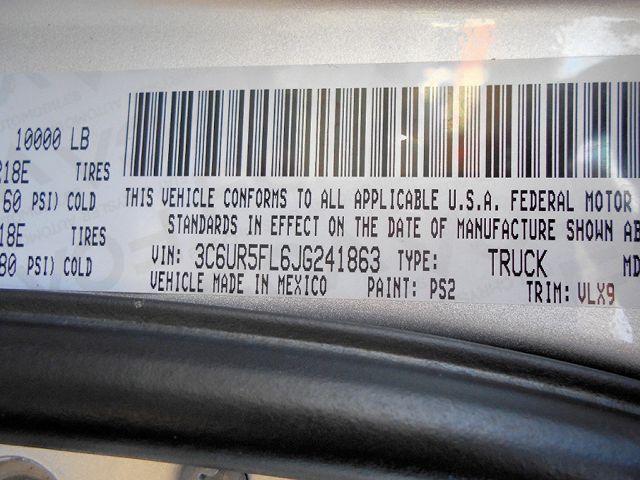 10000 LB
218E TIRES
60 PSI) COLD
18E TIRES
80 PSI) COLD
THIS VEHICLE CONFORMS TO ALL APPLICABLE U.S.A. FEDERAL MOTOR
STANDARDS IN EFFECT ON THE DATE OF MANUFACTURE SHOWN AB
VIN: 3C6UR5FL6JG241863 TYPE: TRUCK MD
VEHICLE MADE IN MEXICO PAINT: PS2 TRIM: VLX9